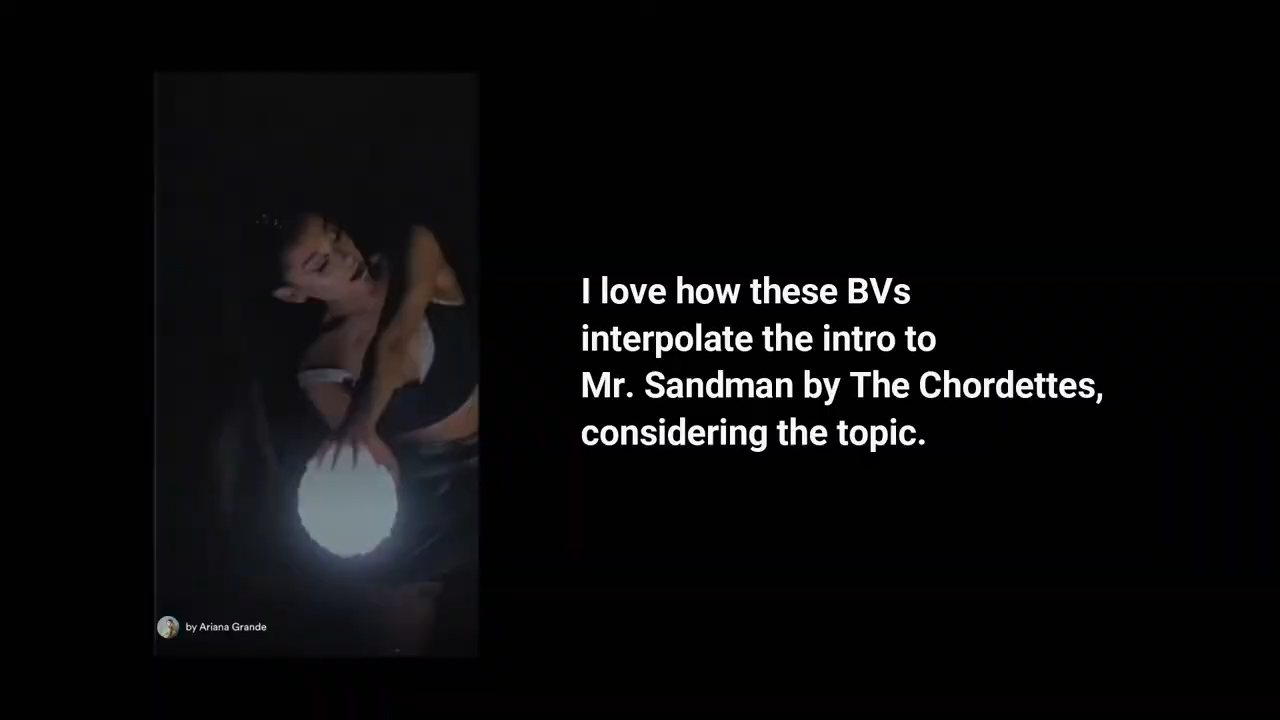 I love how these BVs
interpolate the intro to
Mr. Sandman by The Chordettes,
considering the topic.
by Ariana Grande